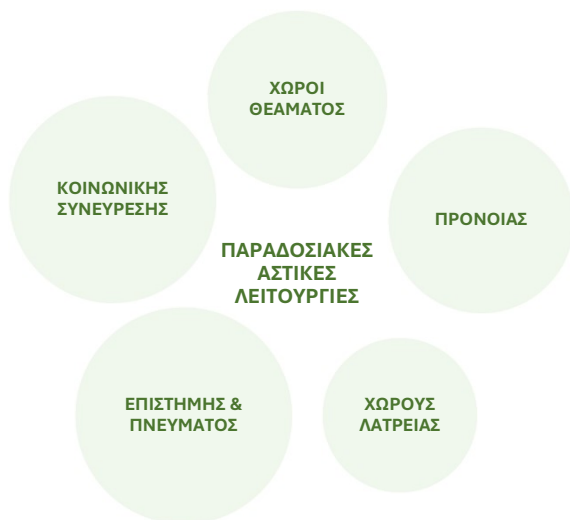 ΧΩΡΟΙ
ΘΕΑΜΑΤΟΣ
ΚΟΙΝΩΝΙΚΗΣ
ΣΥΝΕΥΡΕΣΗΣ
ΠΡΟΝΟΙΑΣ
ΠΑΡΑΔΟΣΙΑΚΕΣ
ΑΣΤΙΚΕΣ
ΛΕΙΤΟΥΡΓΙΕΣ
ΕΠΙΣΤΗΜΗΣ &
ΠΝΕΥΜΑΤΟΣ
ΧΩΡΟΥΣ
ΛΑΤΡΕΙΑΣ